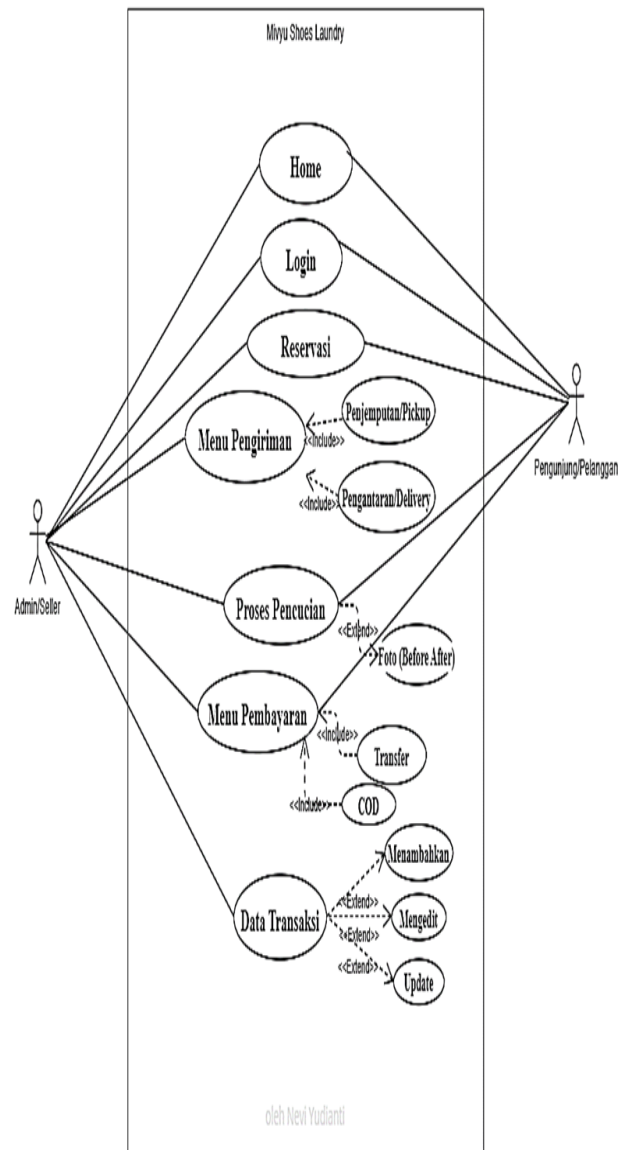 Mivyu Shoes Laundry
Home
Login
Reservasi
Menu Pengiriman
Penjemputan/Pickup
<<Include>>
Pengantaran/Delivery
<<Include>>
Pengunjung/Pelanggan
Admin/Seller
Proses Pencucian
<<Extend>>
Foto (Before After)
Menu Pembayaran
<<Include>>
Transfer
<<Include>>
COD
Data Transaksi
Menambahkan
<<Extend>>
Mengedit
<<Extend>>
<<Extend>>
Update
oleh Nevi Yudianti